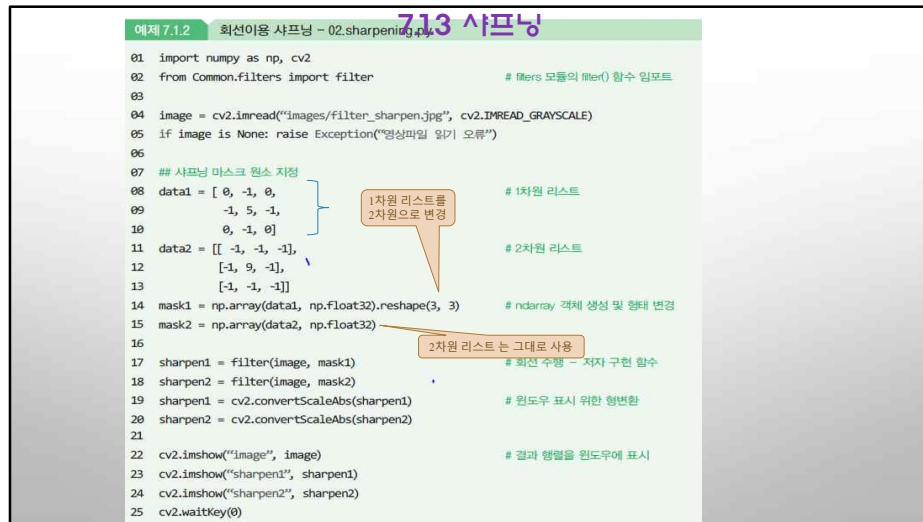 7.1.3 샤프닝
예제 7.1.2 회선이용 샤프닝 – 02.sharpening.py
01 import numpy as np, cv2
02 from Common.filters import filter # filters 모듈의 filter() 함수 임포트
03
04 image = cv2.imread("images/filter_sharpen.jpg", cv2.IMREAD_GRAYSCALE)
05 if image is None: raise Exception("영상파일 읽기 오류")
06
07 ## 샤프닝 마스크 원소 지정
08 data1 = [ 0, -1, 0, # 1차원 리스트
09 -1, 5, -1,
10 0, -1, 0]
1차원 리스트를
2차원으로 변경
11 data2 = [[ -1, -1, -1], # 2차원 리스트
12 [-1, 9, -1],
13 [-1, -1, -1]]
14 mask1 = np.array(data1, np.float32).reshape(3, 3) # ndarray 객체 생성 및 형태 변경
15 mask2 = np.array(data2, np.float32)
16
2차원 리스트 는 그대로 사용
17 sharpen1 = filter(image, mask1) # 회선 수행 – 저자 구현 함수
18 sharpen2 = filter(image, mask2)
19 sharpen1 = cv2.convertScaleAbs(sharpen1) # 윈도우 표시 위한 형변환
20 sharpen2 = cv2.convertScaleAbs(sharpen2)
21
22 cv2.imshow("image", image) # 결과 행렬을 윈도우에 표시
23 cv2.imshow("sharpen1", sharpen1)
24 cv2.imshow("sharpen2", sharpen2)
25 cv2.waitKey(0)